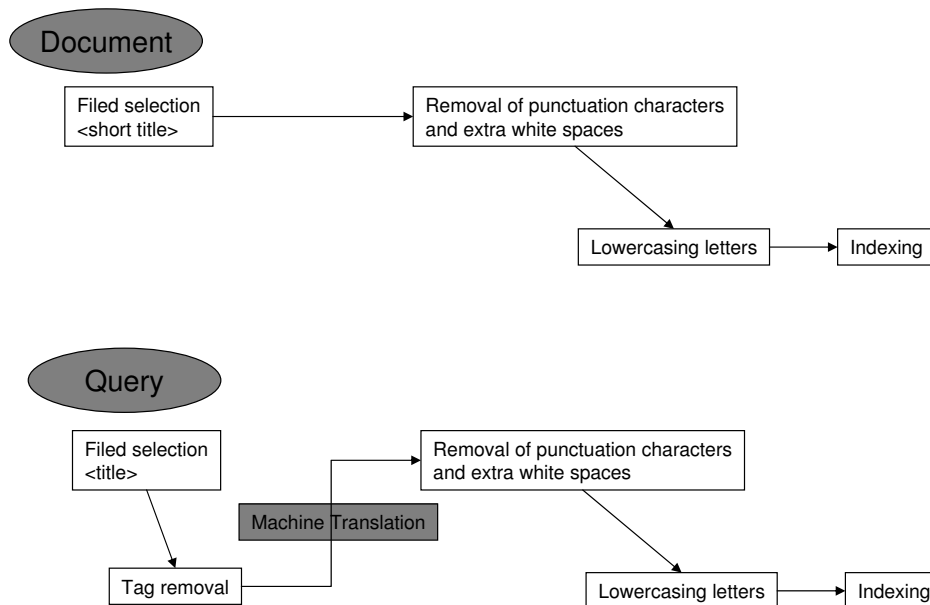 Document
Filed selection
<short title>
Removal of punctuation characters
and extra white spaces
Lowercasing letters
Indexing
Query
Filed selection
<title>
Removal of punctuation characters
and extra white spaces
Machine Translation
Tag removal
Lowercasing letters
Indexing